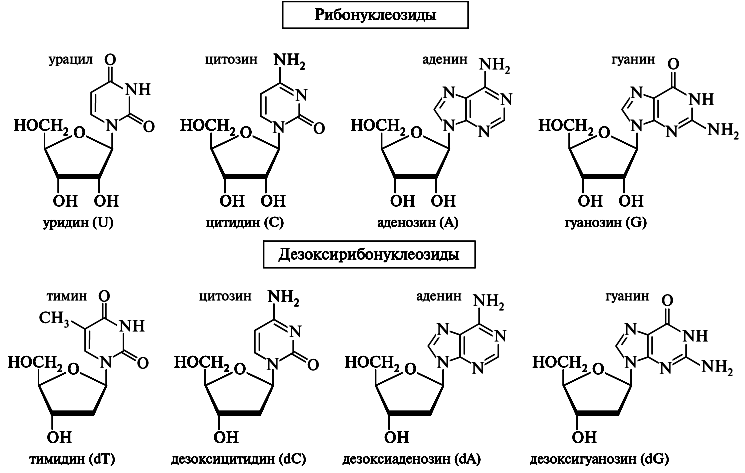 Рибонуклеозиды
урацил O NH N O HOCH2 O OH OH
цитозин NH2 N N O HOCH2 O OH OH
аденин NH2 N N N N HOCH2 O OH OH
гуанин O N NH N N NH2 HOCH2 O OH OH
уридин (U) цитидин (C) аденозин (A) гуанозин (G)
Дезоксирибонуклеозиды
тимин O CH3 NH N O HOCH2 O OH
цитозин NH2 N N O HOCH2 O OH
аденин NH2 N N N N HOCH2 O OH
гуанин O N NH N N NH2 HOCH2 O OH
тимидин (dT) дезоксицитидин (dC) дезоксиаденозин (dA) дезоксигуанозин (dG)